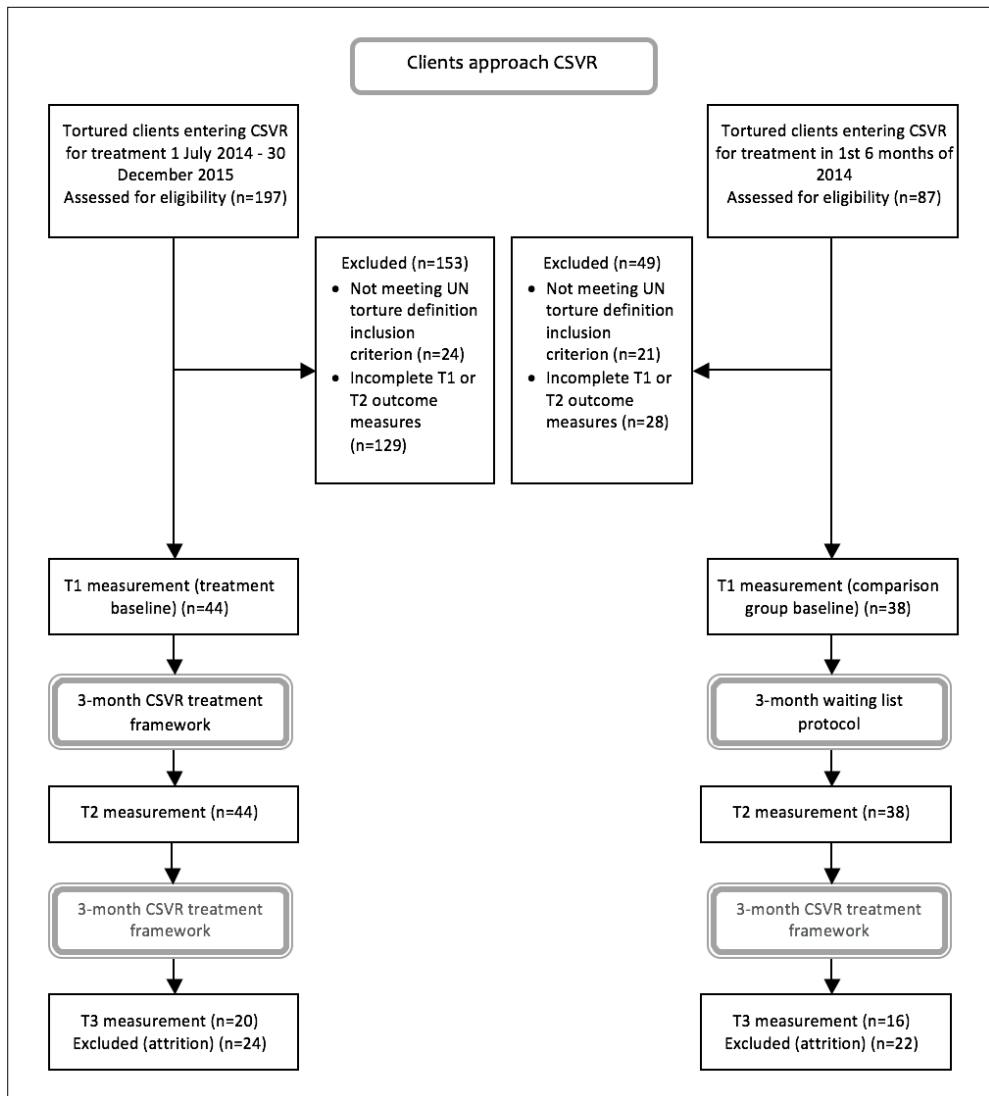 Clients approach CSVR
Tortured clients entering CSVR
for treatment 1 July 2014 - 30
December 2015
Assessed for eligibility (n=197)
Tortured clients entering CSVR
for treatment in 1st 6 months of
2014
Assessed for eligibility (n=87)
Excluded (n=153)
• Not meeting UN
torture definition
inclusion
criterion (n=24)
• Incomplete T1 or
T2 outcome
measures
(n=129)
Excluded (n=49)
• Not meeting UN
torture definition
inclusion
criterion (n=21)
• Incomplete T1 or
T2 outcome
measures (n=28)
T1 measurement (treatment
baseline) (n=44)
T1 measurement (comparison
group baseline) (n=38)
3-month CSVR treatment
framework
3-month waiting list
protocol
T2 measurement (n=44)
T2 measurement (n=38)
3-month CSVR treatment
framework
3-month CSVR treatment
framework
T3 measurement (n=20)
Excluded (attrition) (n=24)
T3 measurement (n=16)
Excluded (attrition) (n=22)